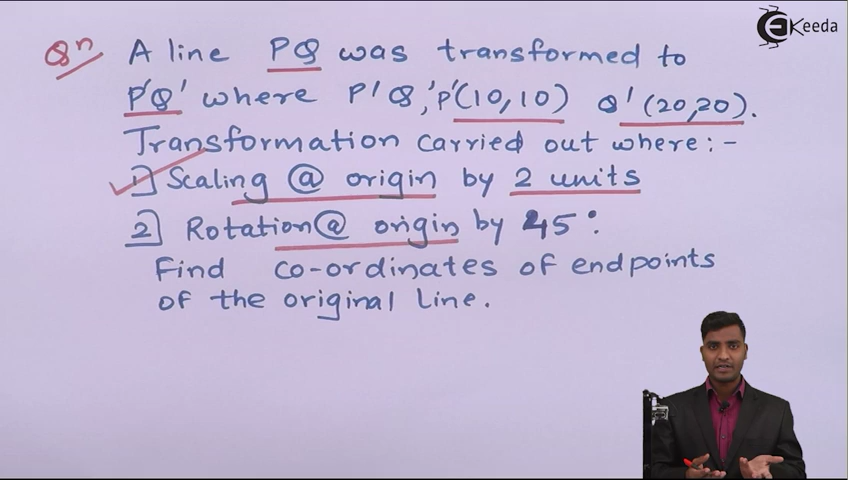 EKeeda
Qn A line PQ was transformed to
P'Q' where P'Q', P'(10,10) Q'(20,20).
Transformation carried out where:-
1] Scaling @ origin by 2 units
2] Rotation @ origin by 45°.
Find co-ordinates of endpoints
of the original line.